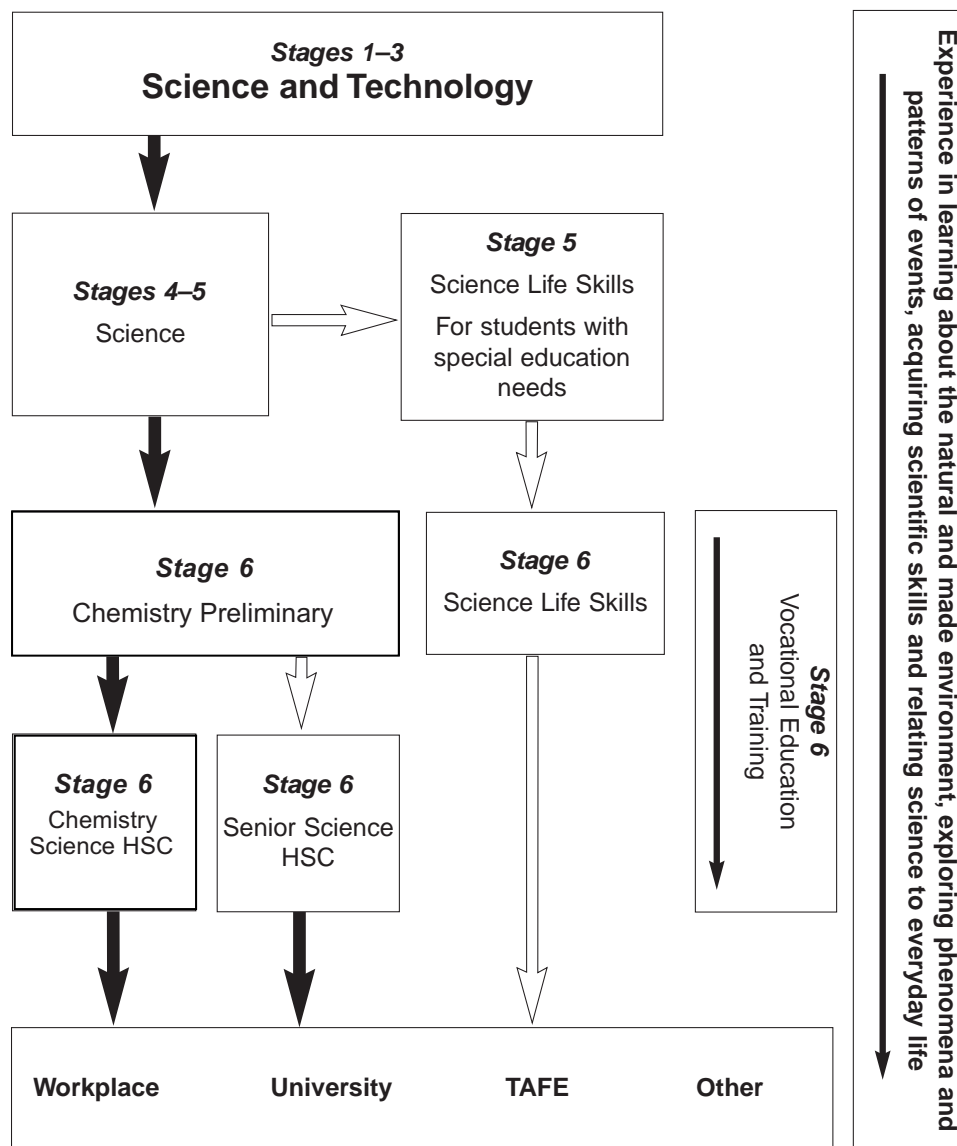 Stages 1–3
Science and Technology
Stages 4–5
Science
Stage 5
Science Life Skills
For students with
special education
needs
Stage 6
Chemistry Preliminary
Stage 6
Science Life Skills
Stage 6
Chemistry
Science HSC
Stage 6
Senior Science
HSC
Stage 6
Vocational Education
and Training
Workplace
University
TAFE
Other
Experience in learning about the natural and made environment, exploring phenomena and
patterns of events, acquiring scientific skills and relating science to everyday life